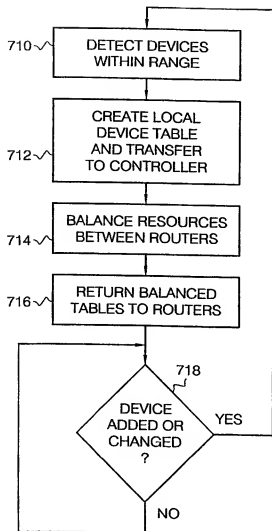 710
DETECT DEVICES
WITHIN RANGE
712
CREATE LOCAL
DEVICE TABLE
AND TRANSFER
TO CONTROLLER
714
BALANCE RESOURCES
BETWEEN ROUTERS
716
RETURN BALANCED
TABLES TO ROUTERS
718
DEVICE
ADDED OR
CHANGED
?
YES
NO